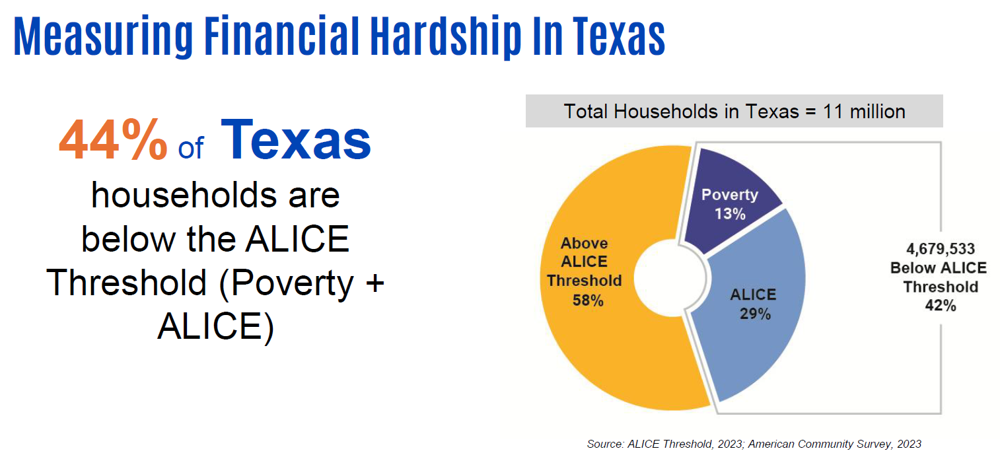 Measuring Financial Hardship In Texas
44% of Texas
households are
below the ALICE
Threshold (Poverty +
ALICE)
Total Households in Texas = 11 million
Poverty
13%
Above
ALICE
Threshold
58%
ALICE
29%
4,679,533
Below ALICE
Threshold
42%
Source: ALICE Threshold, 2023; American Community Survey, 2023